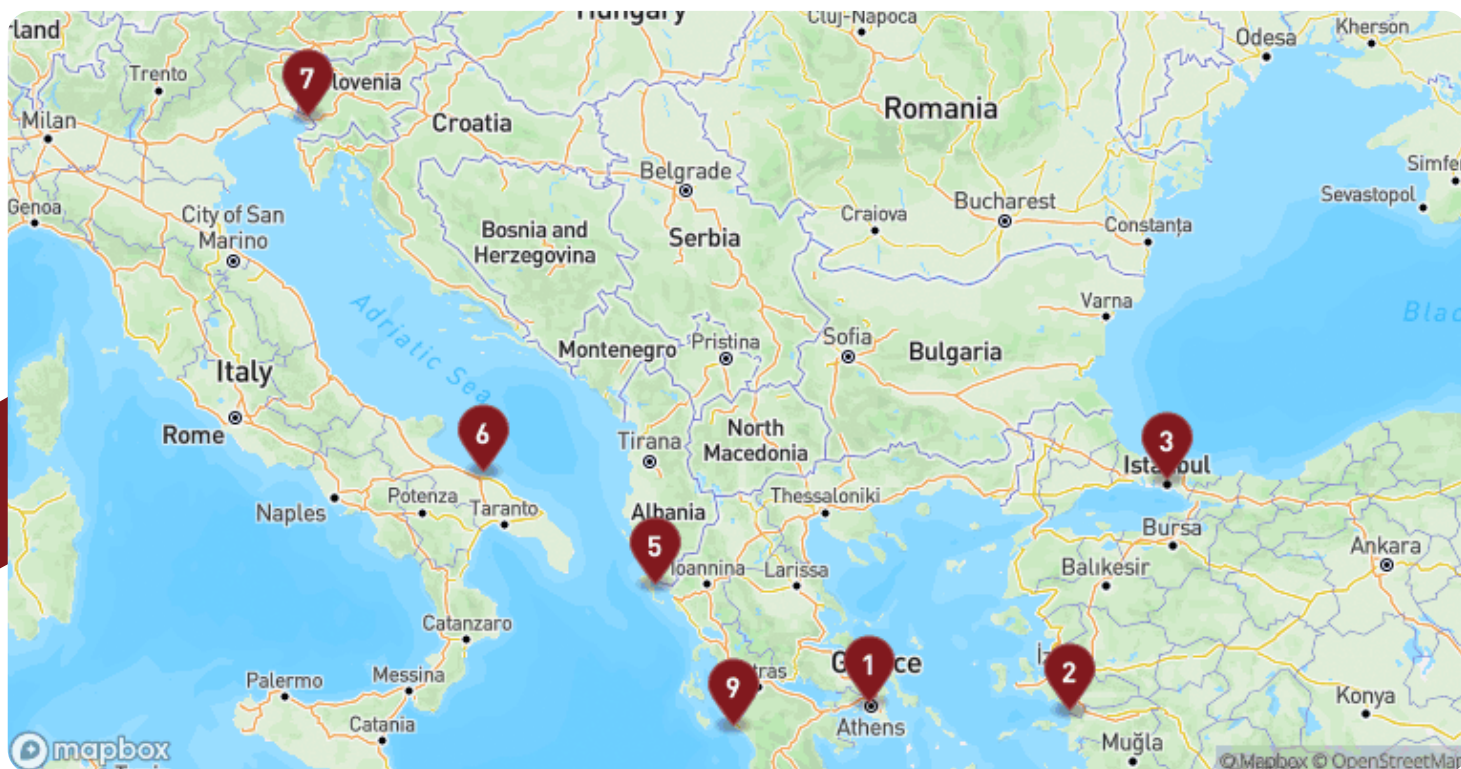 Hungary
Cluj-Napoca
Kherson
rland
Odesa
Trento
7
lovenia
Romania
Milan
Croatia
Simfe
Belgrade
Sevastopol
Genoa
City of San
Marino
Craiova
Bucharest
Constanța
Bosnia and
Herzegovina
Serbia
Varna
Adriatic Sea
Blac
Pristina
Sofia
Montenegro
Bulgaria
Italy
Rome
6
Tirana
North
Macedonia
3
Istanbul
Potenza
Thessaloniki
Naples
Taranto
Albania
Bursa
5
Ankara
Ioannina
Larissa
Balıkesir
Catanzaro
1
Greece
İz
2
Messina
Palermo
9
tras
Konya
Catania
Athens
Muğla
mapbox
© Mapbox © OpenStreetMap